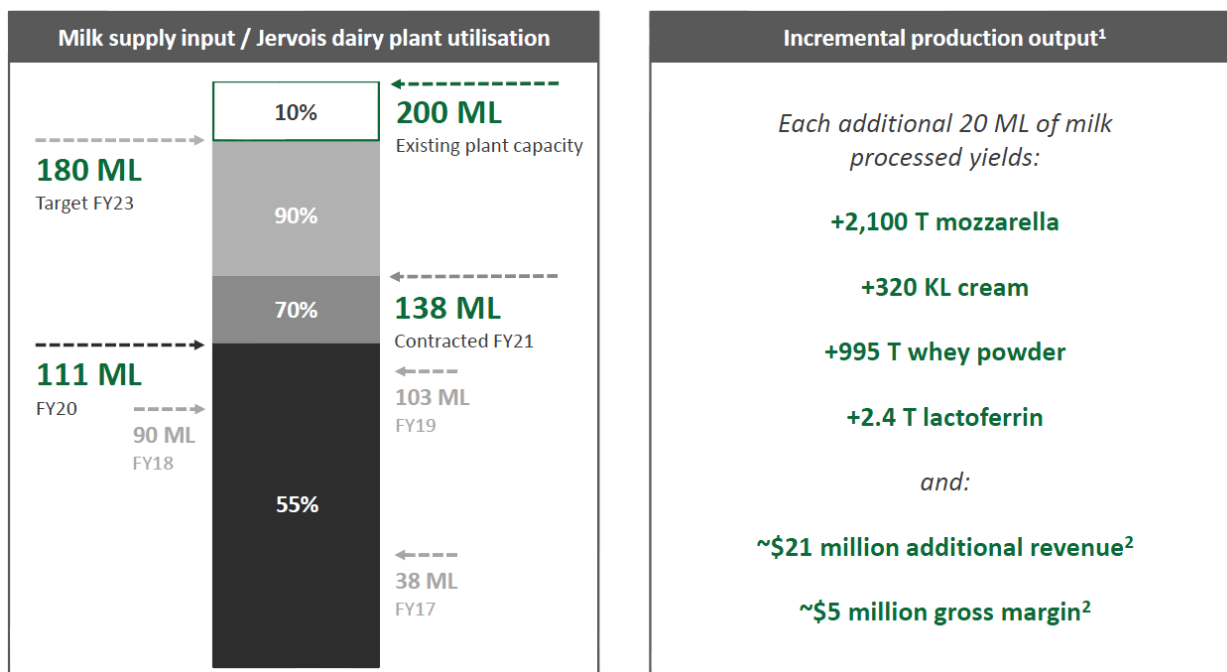 Milk supply input / Jervois dairy plant utilisation
10%
200 ML
Existing plant capacity
180 ML
Target FY23
90%
70%
138 ML
Contracted FY21
111 ML
FY20
103 ML
FY19
90 ML
FY18
55%
38 ML
FY17
Incremental production output¹
Each additional 20 ML of milk
processed yields:
+2,100 T mozzarella
+320 KL cream
+995 T whey powder
+2.4 T lactoferrin
and:
~$21 million additional revenue²
~$5 million gross margin²